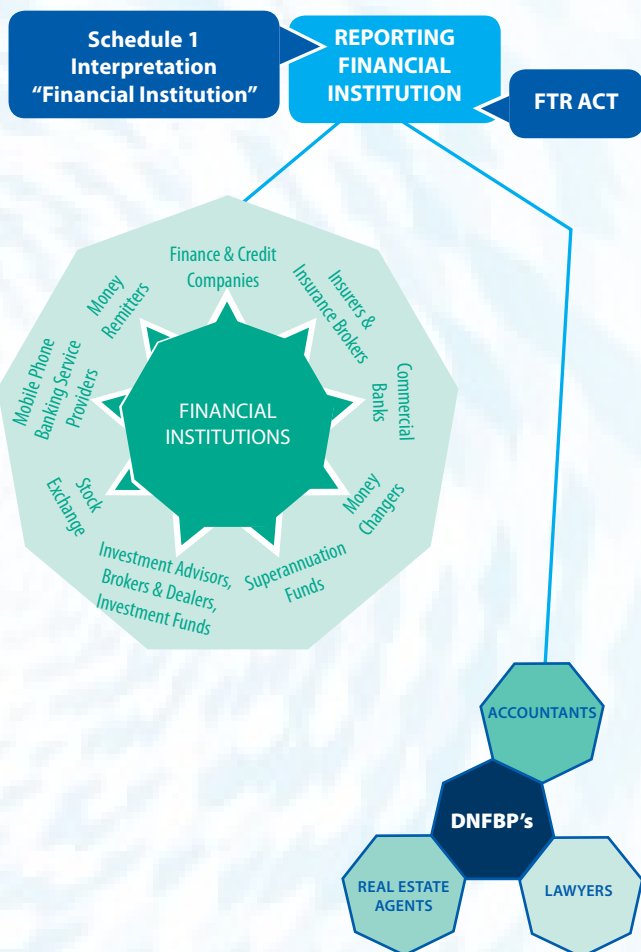 Schedule 1
Interpretation
“Financial Institution”
REPORTING
FINANCIAL
INSTITUTION
FTR ACT
Finance & Credit
Companies
Insurers &
Insurance Brokers
Commercial
Banks
Money
Changers
Superannuation
Funds
Investment Advisors,
Brokers & Dealers,
Investment Funds
Stock
Exchange
Mobile Phone
Banking Service
Providers
Money
Remitters
FINANCIAL
INSTITUTIONS
ACCOUNTANTS
DNFBP’s
REAL ESTATE
AGENTS
LAWYERS